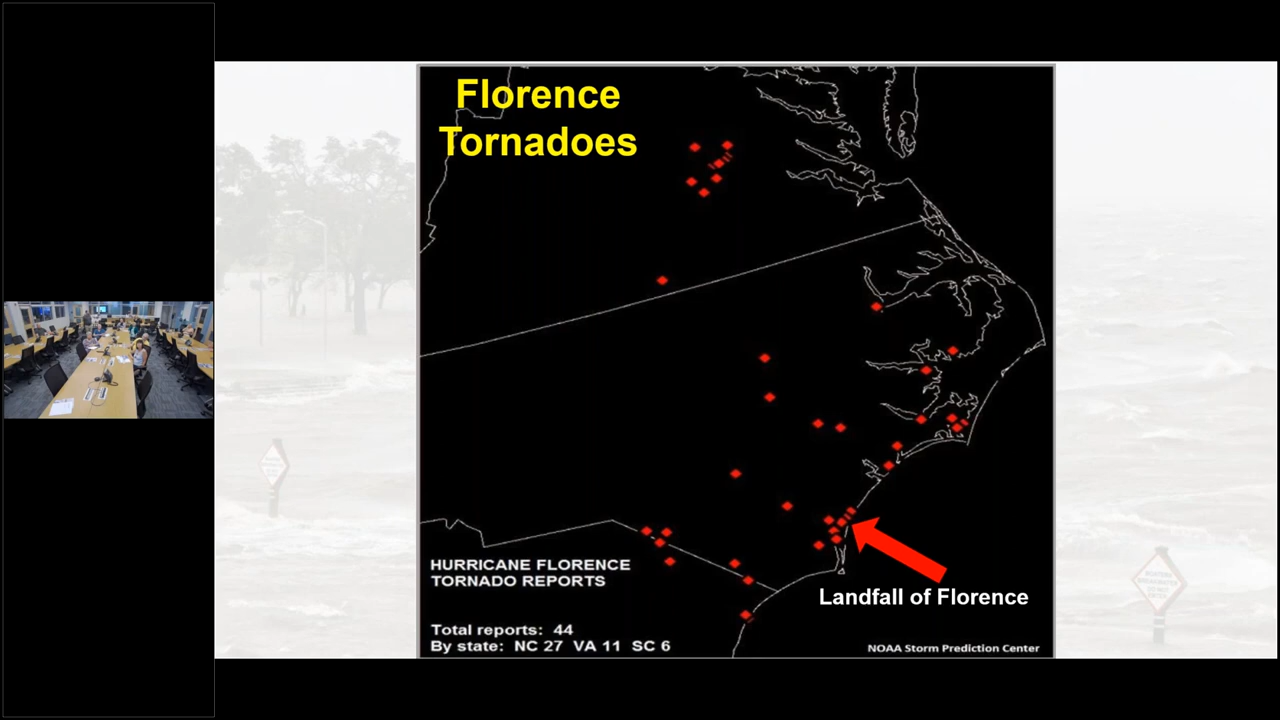 Florence
Tornadoes
HURRICANE FLORENCE
TORNADO REPORTS
Landfall of Florence
Total reports: 44
By state: NC 27 VA 11 SC 6
NOAA Storm Prediction Center